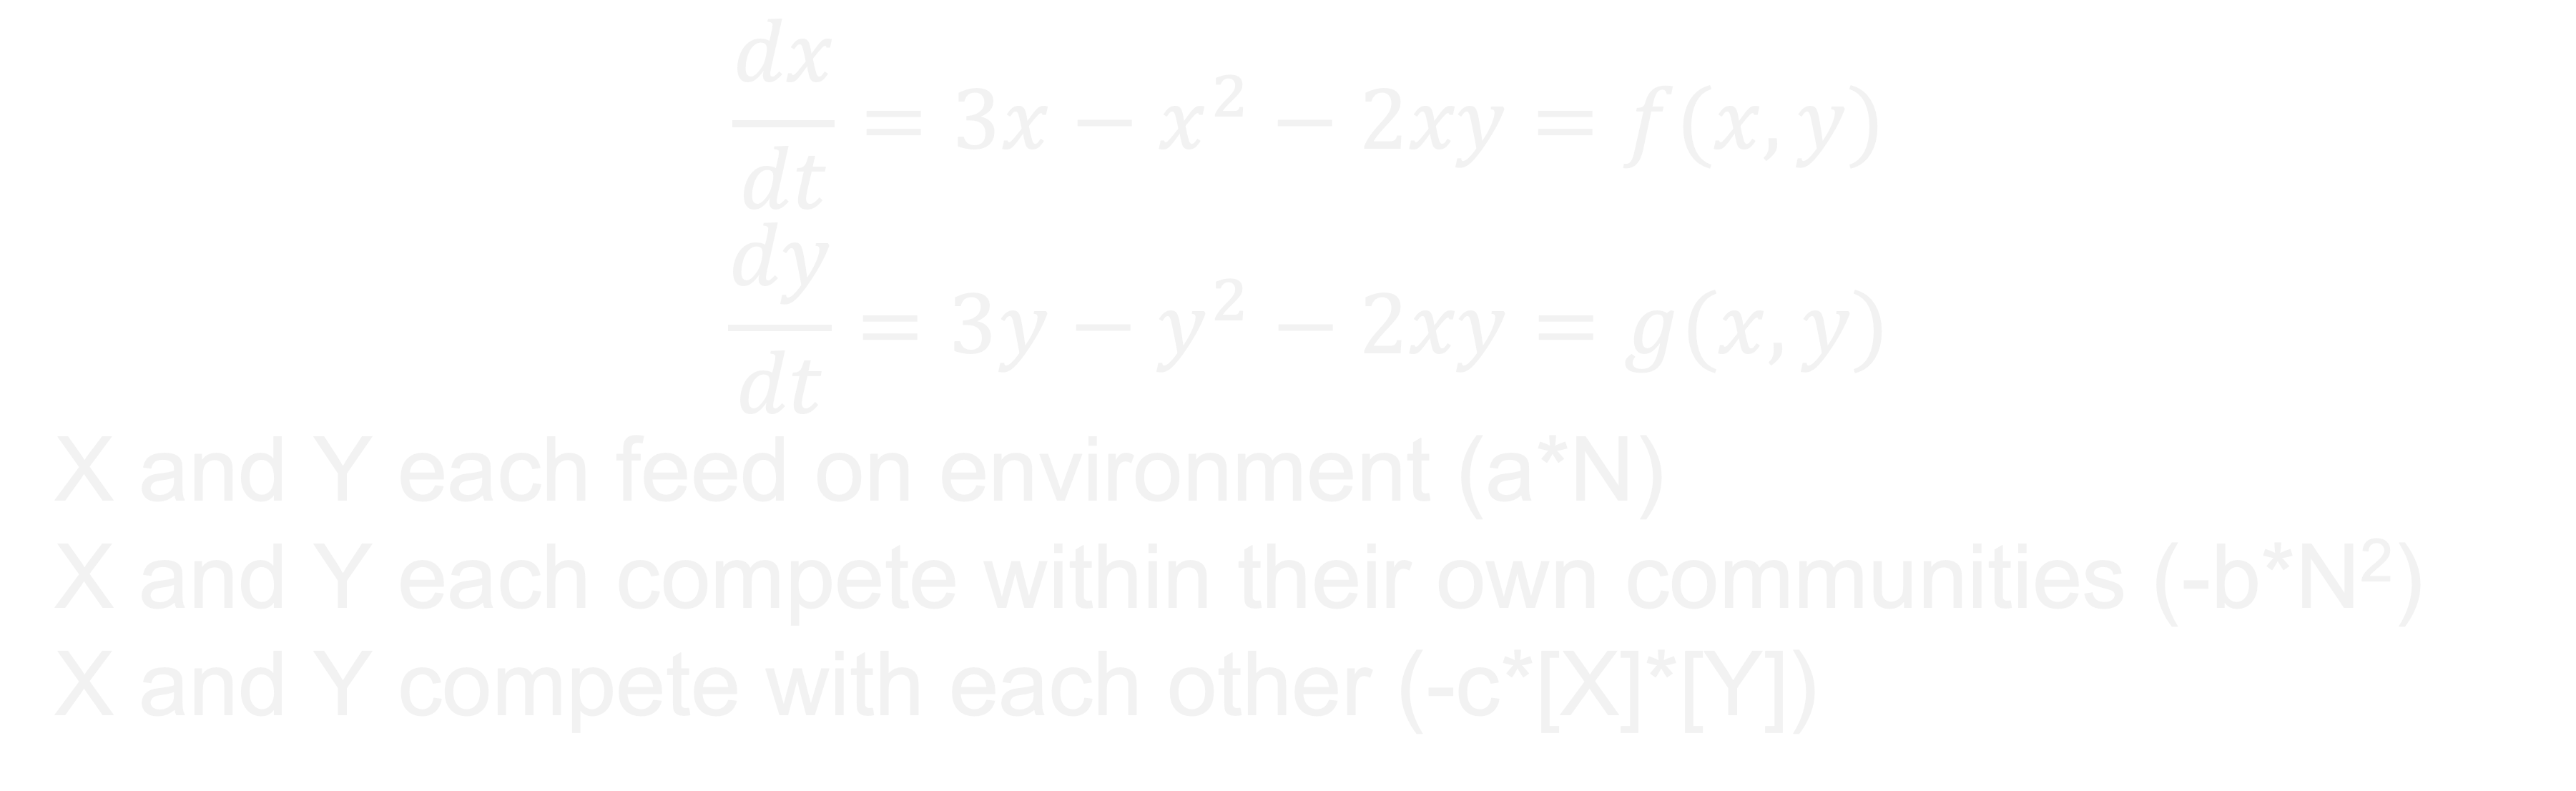 dx/dt = 3x − x² − 2xy = f(x, y)
dy/dt = 3y − y² − 2xy = g(x, y)
X and Y each feed on environment (a*N)
X and Y each compete within their own communities (-b*N²)
X and Y compete with each other (-c*[X]*[Y])